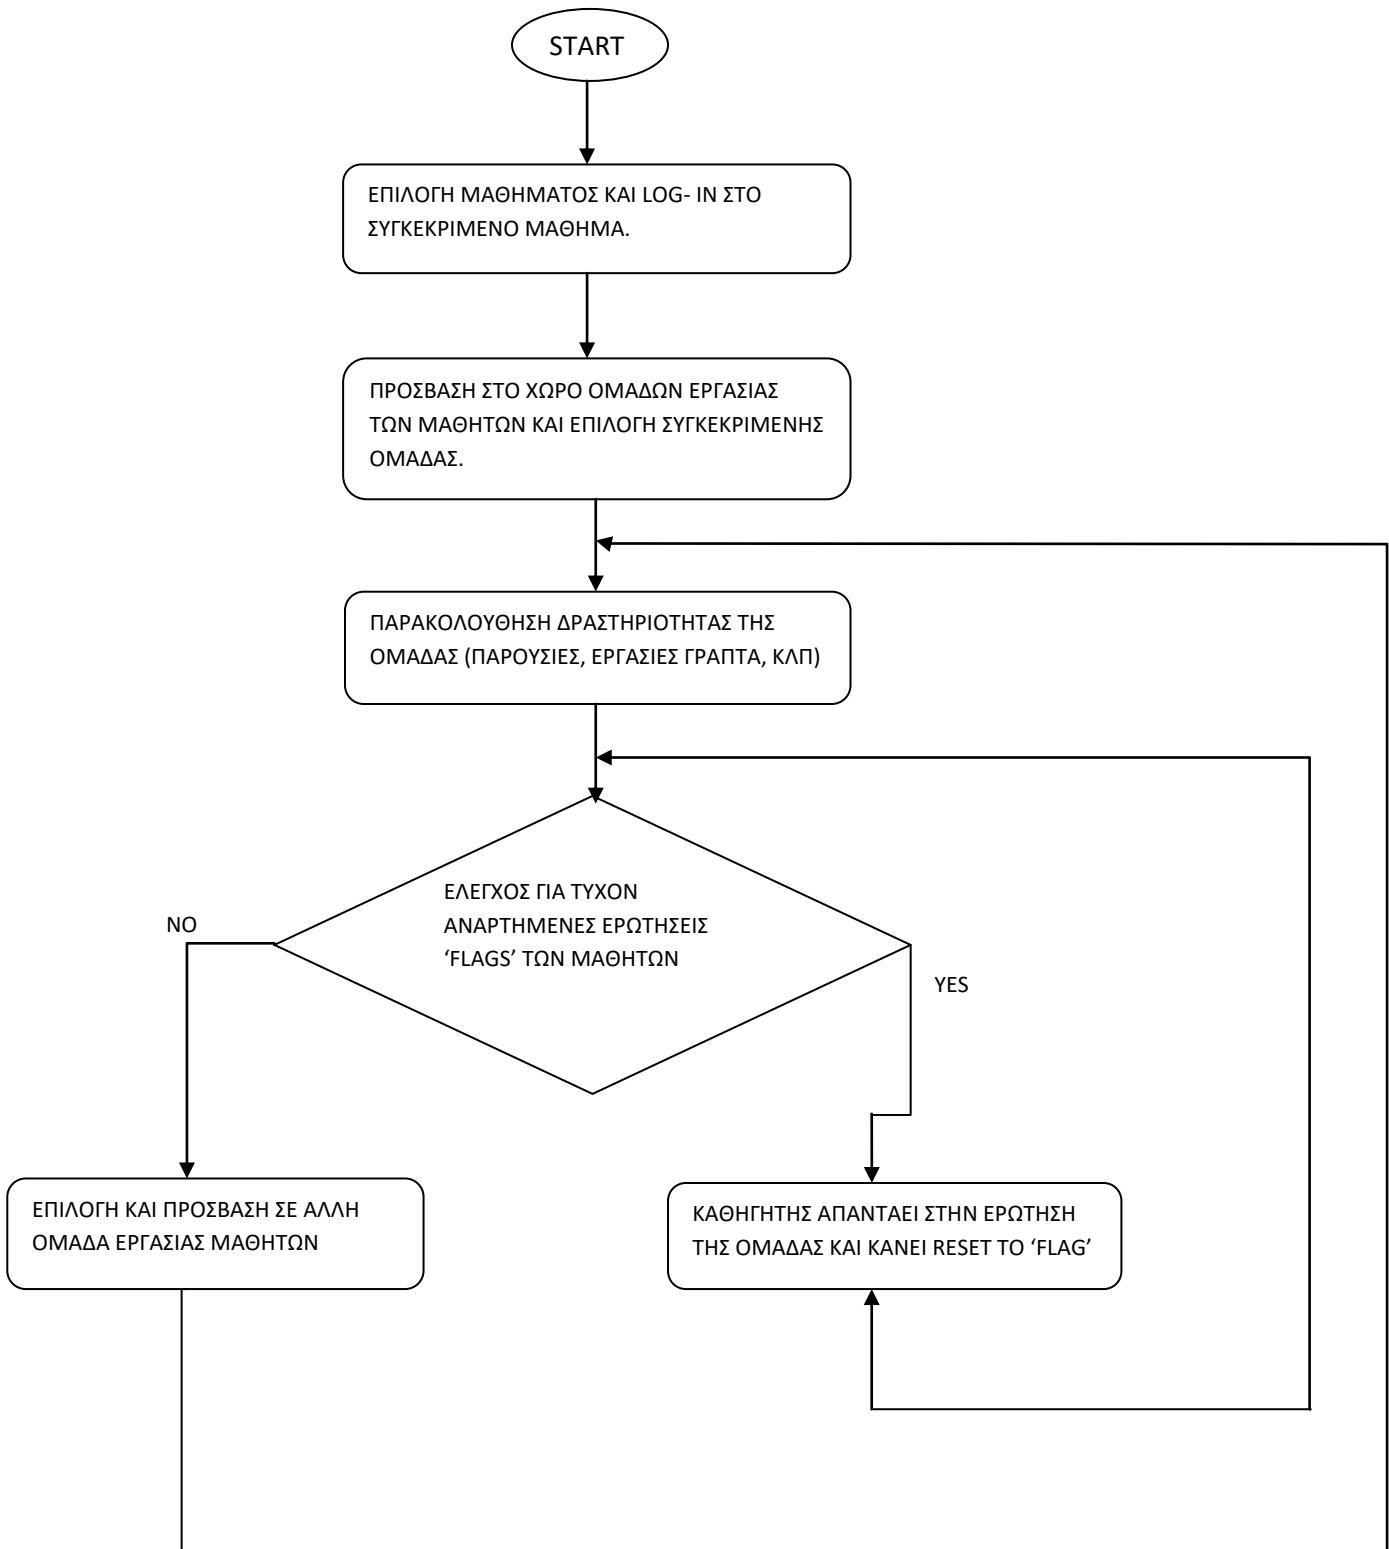 START
ΕΠΙΛΟΓΗ ΜΑΘΗΜΑΤΟΣ ΚΑΙ LOG- IN ΣΤΟ
ΣΥΓΚΕΚΡΙΜΕΝΟ ΜΑΘΗΜΑ.
ΠΡΟΣΒΑΣΗ ΣΤΟ ΧΩΡΟ ΟΜΑΔΩΝ ΕΡΓΑΣΙΑΣ
ΤΩΝ ΜΑΘΗΤΩΝ ΚΑΙ ΕΠΙΛΟΓΗ ΣΥΓΚΕΚΡΙΜΕΝΗΣ
ΟΜΑΔΑΣ.
ΠΑΡΑΚΟΛΟΥΘΗΣΗ ΔΡΑΣΤΗΡΙΟΤΗΤΑΣ ΤΗΣ
ΟΜΑΔΑΣ (ΠΑΡΟΥΣΙΕΣ, ΕΡΓΑΣΙΕΣ ΓΡΑΠΤΑ, ΚΛΠ)
ΕΛΕΓΧΟΣ ΓΙΑ ΤΥΧΟΝ
ΑΝΑΡΤΗΜΕΝΕΣ ΕΡΩΤΗΣΕΙΣ
‘FLAGS’ ΤΩΝ ΜΑΘΗΤΩΝ
NO
YES
ΕΠΙΛΟΓΗ ΚΑΙ ΠΡΟΣΒΑΣΗ ΣΕ ΑΛΛΗ
ΟΜΑΔΑ ΕΡΓΑΣΙΑΣ ΜΑΘΗΤΩΝ
ΚΑΘΗΓΗΤΗΣ ΑΠΑΝΤΑΕΙ ΣΤΗΝ ΕΡΩΤΗΣΗ
ΤΗΣ ΟΜΑΔΑΣ ΚΑΙ ΚΑΝΕΙ RESET ΤΟ ‘FLAG’